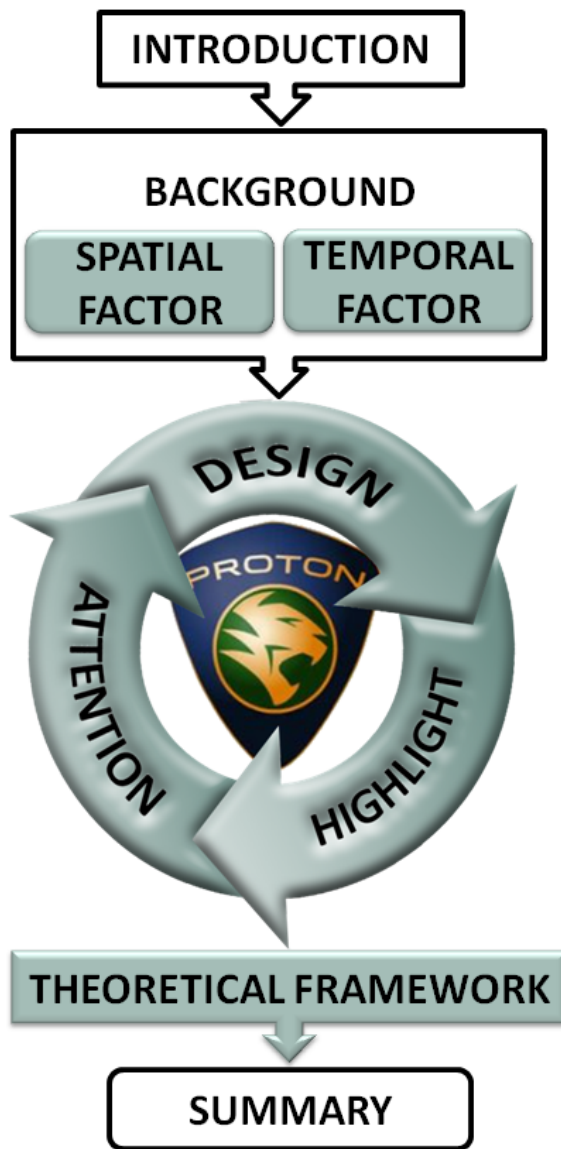 INTRODUCTION
BACKGROUND
SPATIAL
FACTOR
TEMPORAL
FACTOR
DESIGN
PROTON
ATTENTION
HIGHLIGHT
THEORETICAL FRAMEWORK
SUMMARY